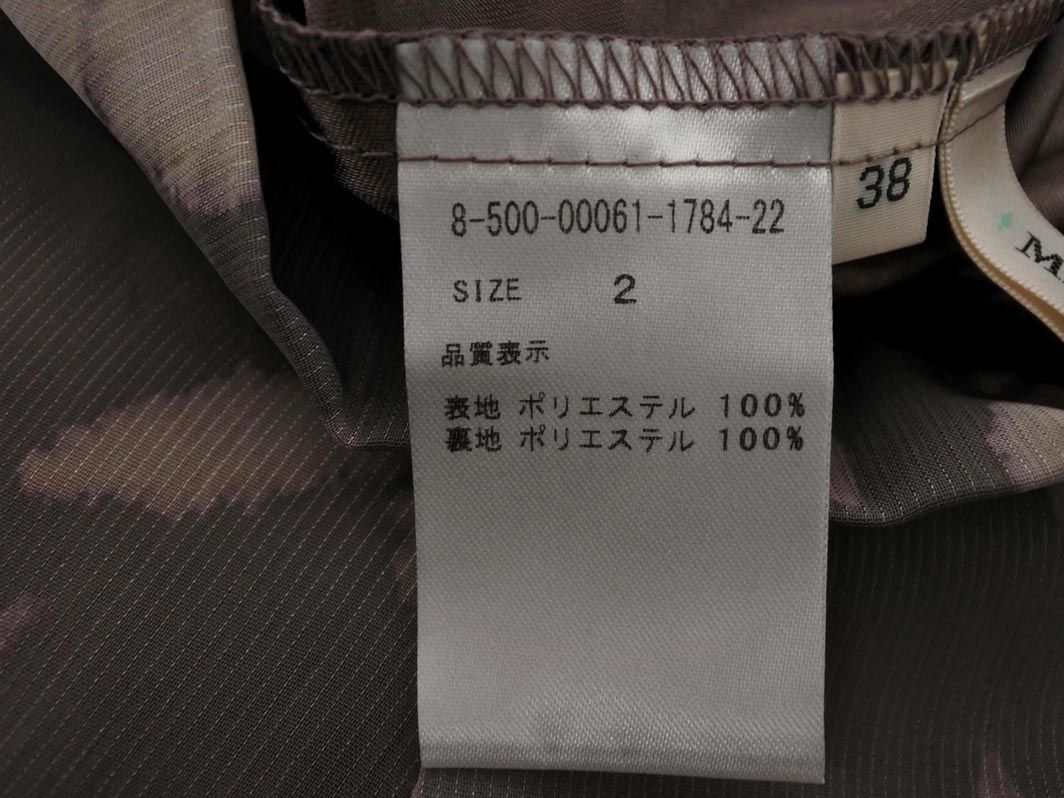 8-500-00061-1784-22
SIZE 2
品質表示
表地 ポリエステル 100%
裏地 ポリエステル 100%
38